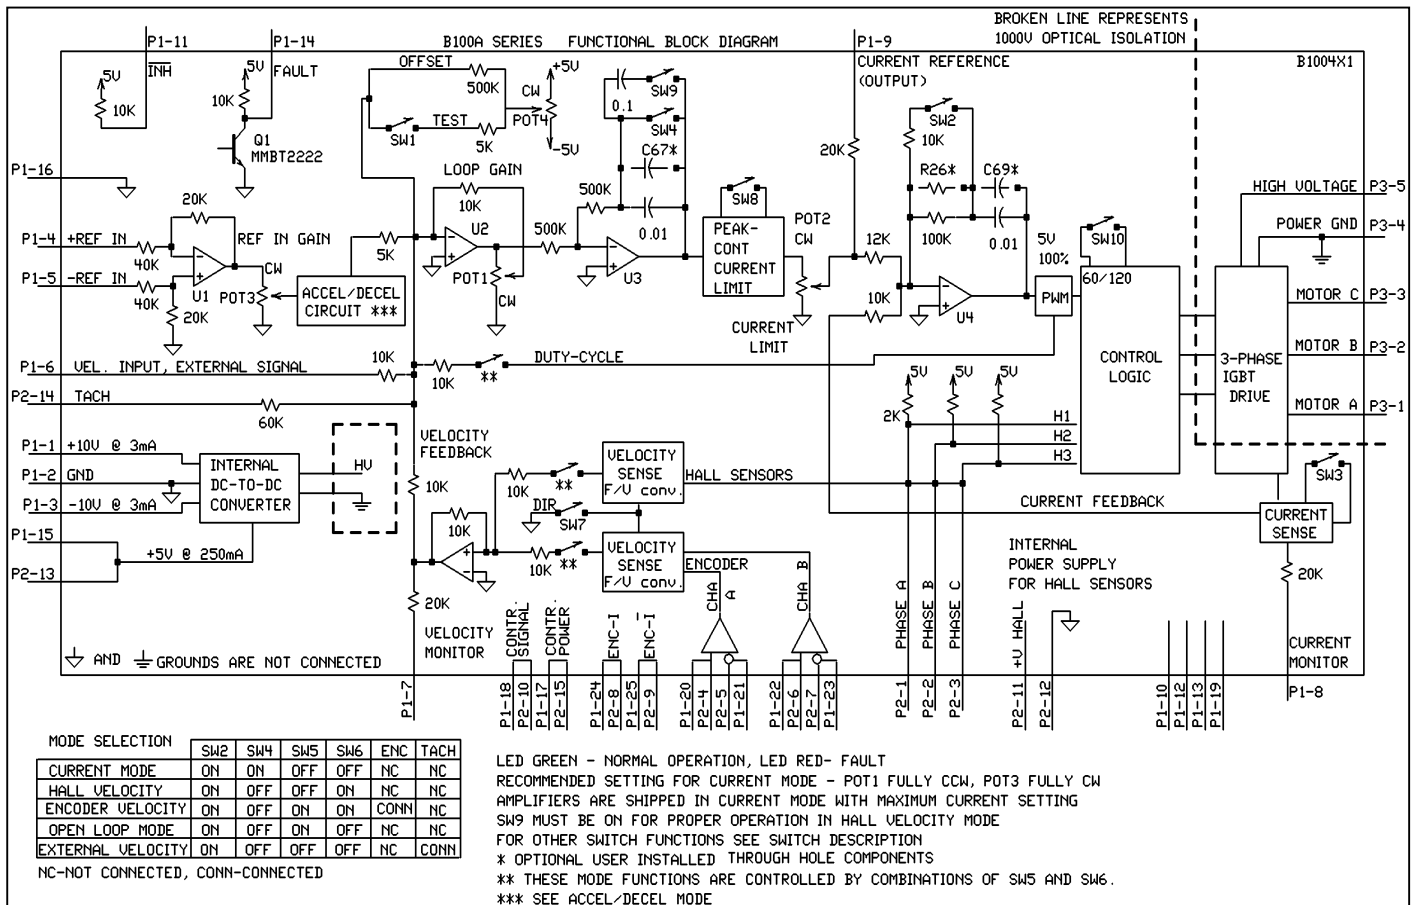 BROKEN LINE REPRESENTS
1000V OPTICAL ISOLATION
P1-11
P1-14
B100A SERIES FUNCTIONAL BLOCK DIAGRAM
P1-9
INH
FAULT
CURRENT REFERENCE
(OUTPUT)
B1004X1
5V
10K
5V
10K
Q1
MMBT2222
OFFSET
500K
SW1
TEST
5K
CW
POT4
+5V
-5V
0.1
SW9
SW4
C67*
500K
0.01
20K
SW2
10K
R26*
C69*
100K
0.01
P1-16
LOOP GAIN
10K
SW8
HIGH VOLTAGE
P3-5
POWER GND
P3-4
20K
P1-4
+REF IN
40K
REF IN GAIN
P1-5
-REF IN
40K
U1
20K
CW
POT3
ACCEL/DECEL
CIRCUIT ***
5K
U2
POT1
CW
500K
U3
PEAK-
CONT
CURRENT
LIMIT
POT2
CW
CURRENT
LIMIT
12K
10K
U4
5V
100%
PWM
SW10
60/120
CONTROL
LOGIC
3-PHASE
IGBT
DRIVE
MOTOR C
P3-3
MOTOR B
P3-2
MOTOR A
P3-1
P1-6
VEL. INPUT, EXTERNAL SIGNAL
10K
10K
**
DUTY-CYCLE
P2-14
TACH
60K
5V
5V
5V
2K
H1
H2
H3
P1-1
+10V @ 3mA
P1-2
GND
P1-3
-10V @ 3mA
P1-15
P2-13
+5V @ 250mA
INTERNAL
DC-TO-DC
CONVERTER
HV
VELOCITY
FEEDBACK
10K
10K
10K
**
DIR
SW7
10K
**
VELOCITY
SENSE
F/V conv.
HALL SENSORS
VELOCITY
SENSE
F/V conv.
ENCODER
CHA A
CHA B
CURRENT FEEDBACK
SW3
CURRENT
SENSE
20K
INTERNAL
POWER SUPPLY
FOR HALL SENSORS
20K
VELOCITY
MONITOR
CONTR.
SIGNAL
CONTR.
POWER
ENC-I
ENC-I
PHASE A
PHASE B
PHASE C
+V HALL
CURRENT
MONITOR
AND
GROUNDS ARE NOT CONNECTED
P1-7
P1-18
P2-10
P1-17
P2-15
P1-24
P2-8
P1-25
P2-9
P1-20
P2-4
P2-5
P1-21
P1-22
P2-6
P2-7
P1-23
P2-1
P2-2
P2-3
P2-11
P2-12
P1-10
P1-12
P1-13
P1-19
P1-8
MODE SELECTION SW2 SW4 SW5 SW6 ENC TACH
CURRENT MODE ON ON OFF OFF NC NC
HALL VELOCITY ON OFF OFF ON NC NC
ENCODER VELOCITY ON OFF ON ON CONN NC
OPEN LOOP MODE ON OFF ON OFF NC NC
EXTERNAL VELOCITY ON OFF OFF OFF NC CONN
NC-NOT CONNECTED, CONN-CONNECTED
LED GREEN - NORMAL OPERATION, LED RED- FAULT
RECOMMENDED SETTING FOR CURRENT MODE - POT1 FULLY CCW, POT3 FULLY CW
AMPLIFIERS ARE SHIPPED IN CURRENT MODE WITH MAXIMUM CURRENT SETTING
SW9 MUST BE ON FOR PROPER OPERATION IN HALL VELOCITY MODE
FOR OTHER SWITCH FUNCTIONS SEE SWITCH DESCRIPTION
* OPTIONAL USER INSTALLED THROUGH HOLE COMPONENTS
** THESE MODE FUNCTIONS ARE CONTROLLED BY COMBINATIONS OF SW5 AND SW6.
*** SEE ACCEL/DECEL MODE